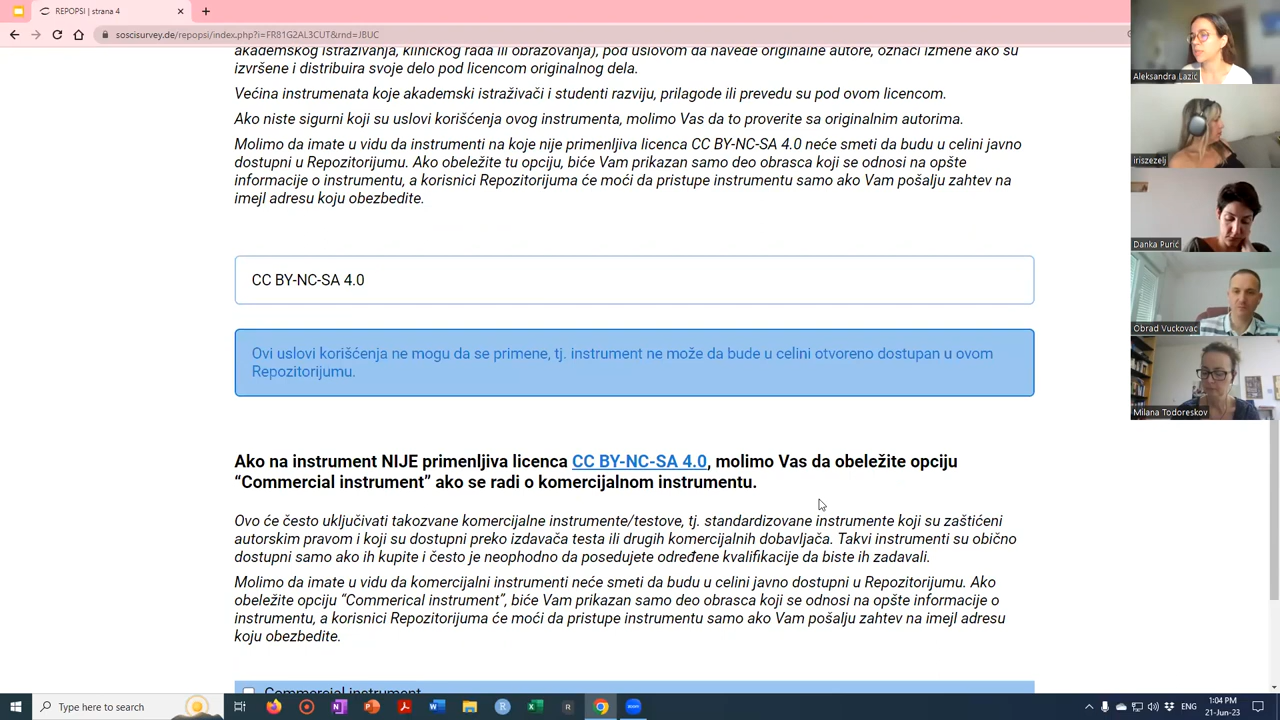 REPOPSI | strana 4
soscisurvey.de/repopsi/index.php?i=FR81G2AL3CUT&rnd=JBUC
akademskog istraživanja, kliničkog rada ili obrazovanja), pod uslovom da navede originalne autore, označi izmene ako su
izvršene i distribuira svoje delo pod licencom originalnog dela.
Većina instrumenata koje akademski istraživači i studenti razviju, prilagode ili prevedu su pod ovom licencom.
Ako niste sigurni koji su uslovi korišćenja ovog instrumenta, molimo Vas da to proverite sa originalnim autorima.
Molimo da imate u vidu da instrumenti na koje nije primenljiva licenca CC BY-NC-SA 4.0 neće smeti da budu u celini javno
dostupni u Repozitorijumu. Ako obeležite tu opciju, biće Vam prikazan samo deo obrasca koji se odnosi na opšte
informacije o instrumentu, a korisnici Repozitorijuma će moći da pristupe instrumentu samo ako Vam pošalju zahtev na
imejl adresu koju obezbedite.
CC BY-NC-SA 4.0
Ovi uslovi korišćenja ne mogu da se primene, tj. instrument ne može da bude u celini otvoreno dostupan u ovom
Repozitorijumu.
Ako na instrument NIJE primenljiva licenca CC BY-NC-SA 4.0, molimo Vas da obeležite opciju
“Commercial instrument” ako se radi o komercijalnom instrumentu.
Ovo će često uključivati takozvane komercijalne instrumente/testove, tj. standardizovane instrumente koji su zaštićeni
autorskim pravom i koji su dostupni preko izdavača testa ili drugih komercijalnih dobavljača. Takvi instrumenti su obično
dostupni samo ako ih kupite i često je neophodno da posedujete određene kvalifikacije da biste ih zadavali.
Molimo da imate u vidu da komercijalni instrumenti neće smeti da budu u celini javno dostupni u Repozitorijumu. Ako
obeležite opciju “Commerical instrument”, biće Vam prikazan samo deo obrasca koji se odnosi na opšte informacije o
instrumentu, a korisnici Repozitorijuma će moći da pristupe instrumentu samo ako Vam pošalju zahtev na imejl adresu
koju obezbedite.
Commercial instrument
Aleksandra Lazić
iriszezelj
Danka Purić
Obrad Vuckovac
Milana Todoreskov
Type here to search
ENG
1:04 PM
21-Jun-23